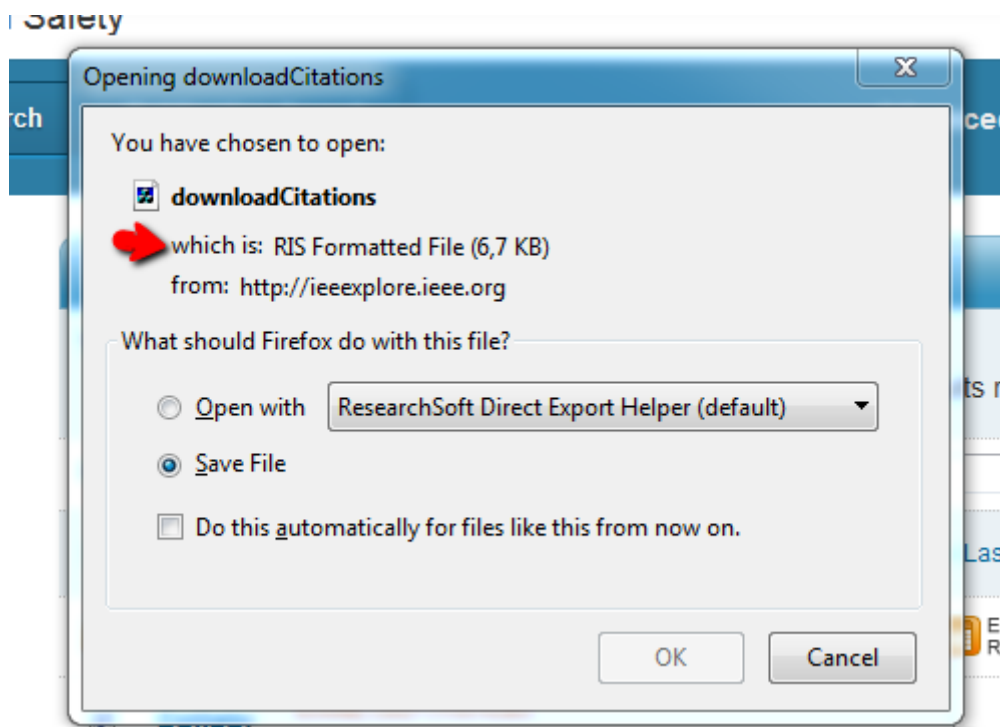 Safety
Opening downloadCitations
You have chosen to open:
downloadCitations
which is: RIS Formatted File (6,7 KB)
from: http://ieeexplore.ieee.org
What should Firefox do with this file?
Open with ResearchSoft Direct Export Helper (default)
Save File
Do this automatically for files like this from now on.
OK Cancel